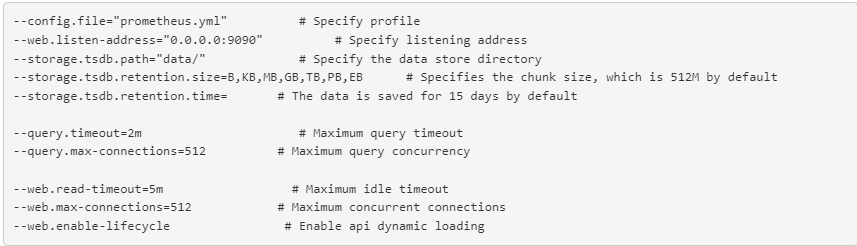 --config.file="prometheus.yml" # Specify profile
--web.listen-address="0.0.0.0:9090" # Specify listening address
--storage.tsdb.path="data/" # Specify the data store directory
--storage.tsdb.retention.size=B,KB,MB,GB,TB,PB,EB # Specifies the chunk size, which is 512M by default
--storage.tsdb.retention.time= # The data is saved for 15 days by default
--query.timeout=2m # Maximum query timeout
--query.max-connections=512 # Maximum query concurrency
--web.read-timeout=5m # Maximum idle timeout
--web.max-connections=512 # Maximum concurrent connections
--web.enable-lifecycle # Enable api dynamic loading